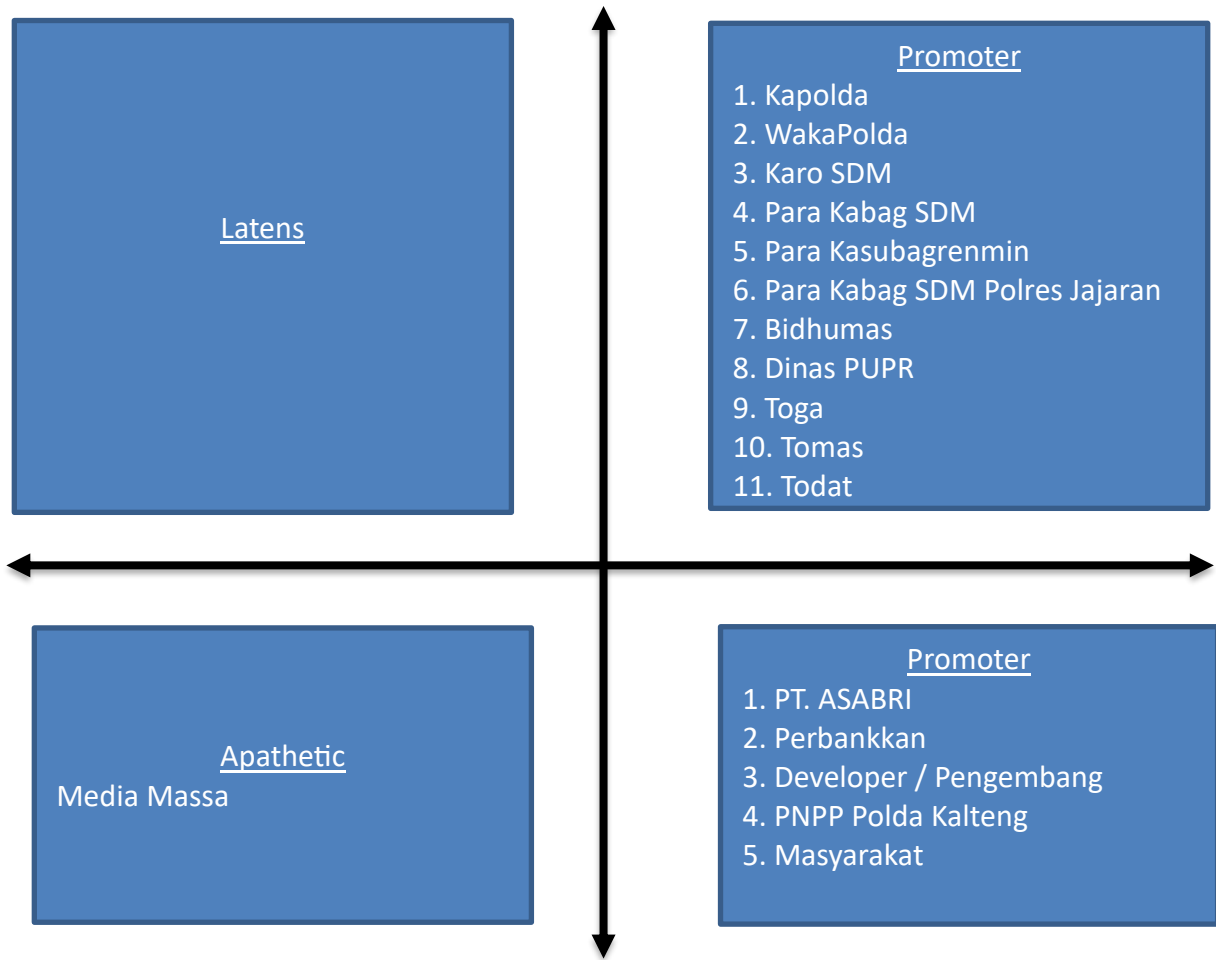 Latens
Promoter
1. Kapolda
2. WakaPolda
3. Karo SDM
4. Para Kabag SDM
5. Para Kasubagrenmin
6. Para Kabag SDM Polres Jajaran
7. Bidhumas
8. Dinas PUPR
9. Toga
10. Tomas
11. Todat
Apathetic
Media Massa
Promoter
1. PT. ASABRI
2. Perbankkan
3. Developer / Pengembang
4. PNPP Polda Kalteng
5. Masyarakat